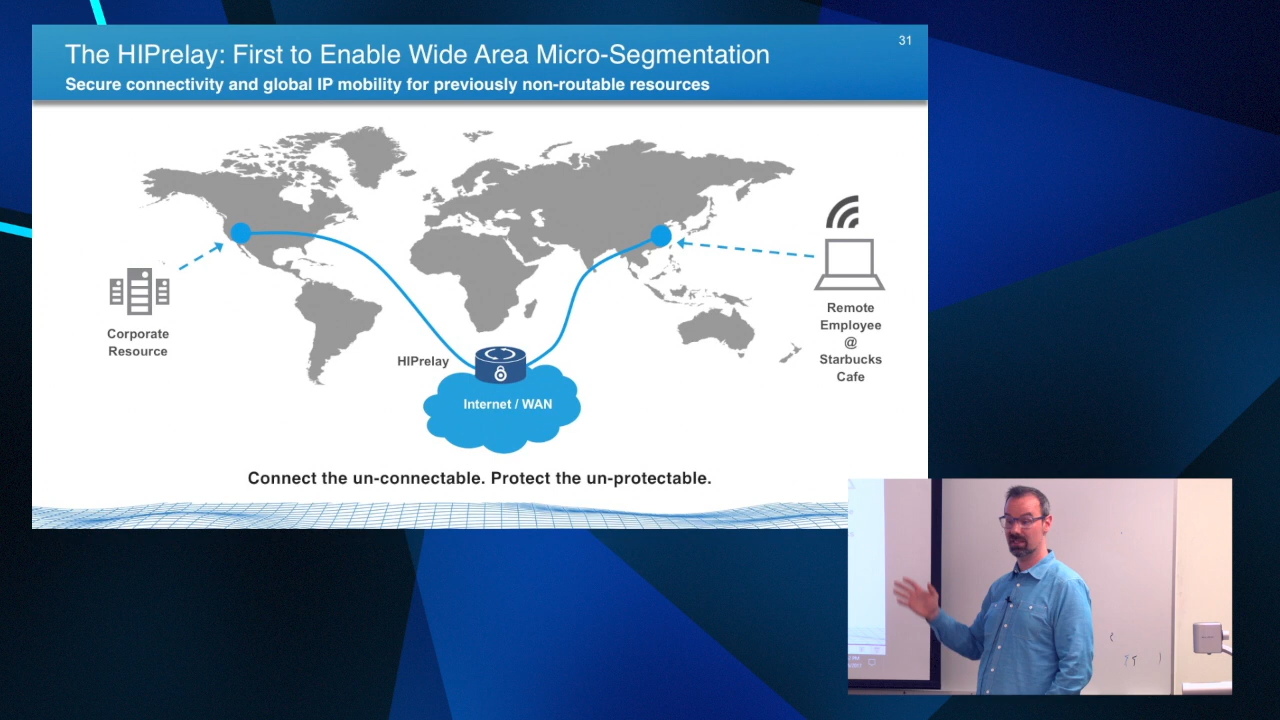 The HIPrelay: First to Enable Wide Area Micro-Segmentation
31
Secure connectivity and global IP mobility for previously non-routable resources
Corporate
Resource
HIPrelay
Internet / WAN
Remote
Employee
@
Starbucks
Cafe
Connect the un-connectable. Protect the un-protectable.